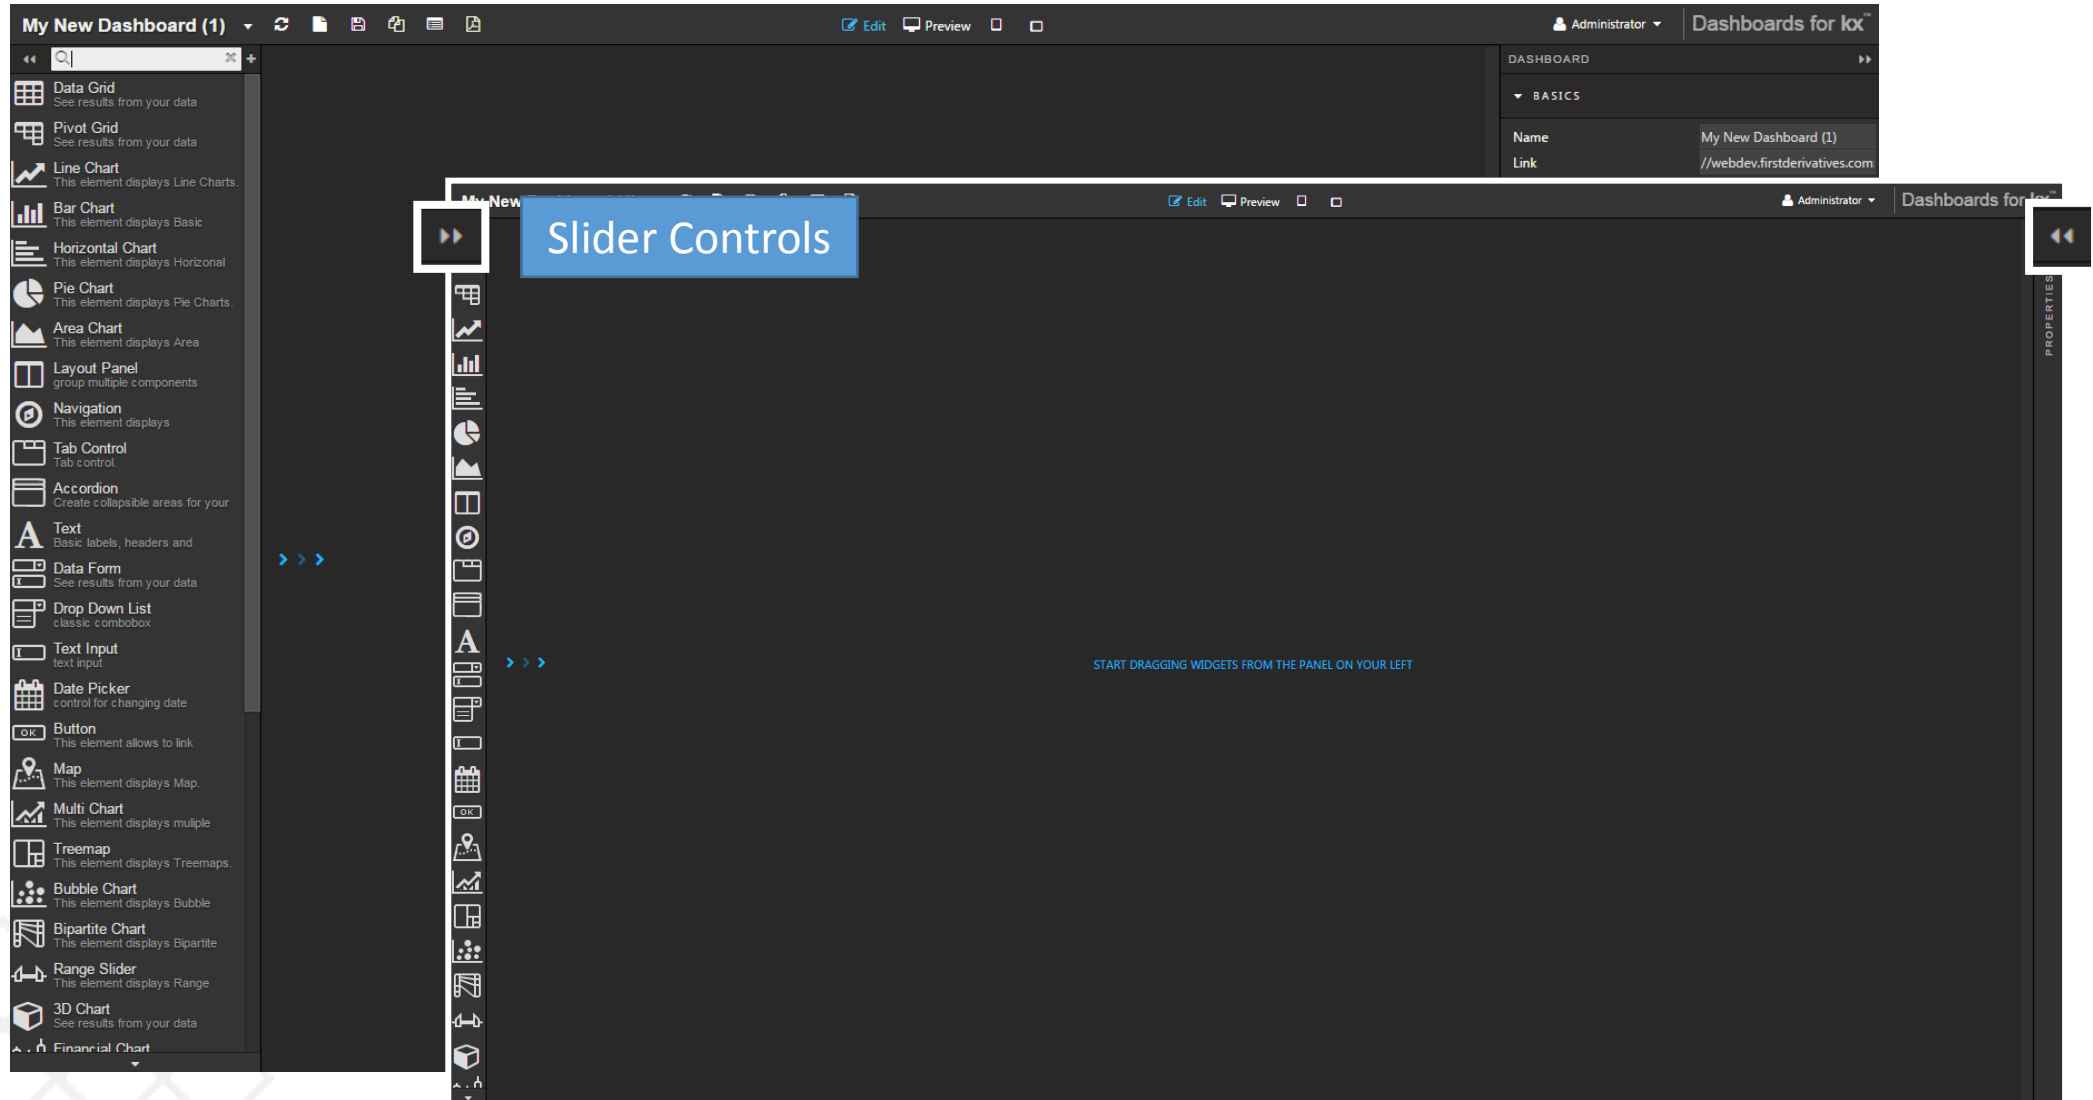 My New Dashboard (1)
Edit
Preview
Administrator
Dashboards for kx™
DASHBOARD
BASICS
Name
My New Dashboard (1)
Link
//webdev.firstderivatives.com
Data Grid
See results from your data
Pivot Grid
See results from your data
Line Chart
This element displays Line Charts.
Bar Chart
This element displays Basic
Horizontal Chart
This element displays Horizonal
Pie Chart
This element displays Pie Charts.
Area Chart
This element displays Area
Layout Panel
group multiple components
Navigation
This element displays
Tab Control
Tab control.
Accordion
Create collapsible areas for your
A
Text
Basic labels, headers and
Data Form
See results from your data
Drop Down List
classic combobox
Text Input
text input
Date Picker
control for changing date
OK
Button
This element allows to link
Map
This element displays Map.
Multi Chart
This element displays muliple
Treemap
This element displays Treemaps.
Bubble Chart
This element displays Bubble
Bipartite Chart
This element displays Bipartite
Range Slider
This element displays Range
3D Chart
See results from your data
Financial Chart
My New
Edit
Preview
Administrator
Dashboards for
Slider Controls
PROPERTIES
A
OK
START DRAGGING WIDGETS FROM THE PANEL ON YOUR LEFT